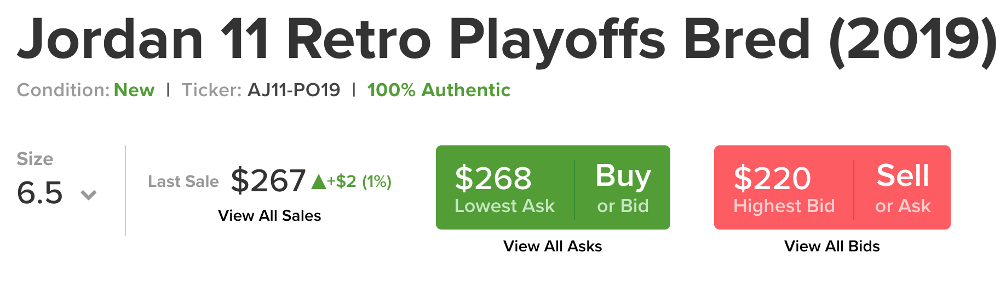 Jordan 11 Retro Playoffs Bred (2019)
Condition: New | Ticker: AJ11-PO19 | 100% Authentic
Size
6.5
Last Sale $267 ▲+$2 (1%)
View All Sales
$268
Lowest Ask
Buy
or Bid
View All Asks
$220
Highest Bid
Sell
or Ask
View All Bids